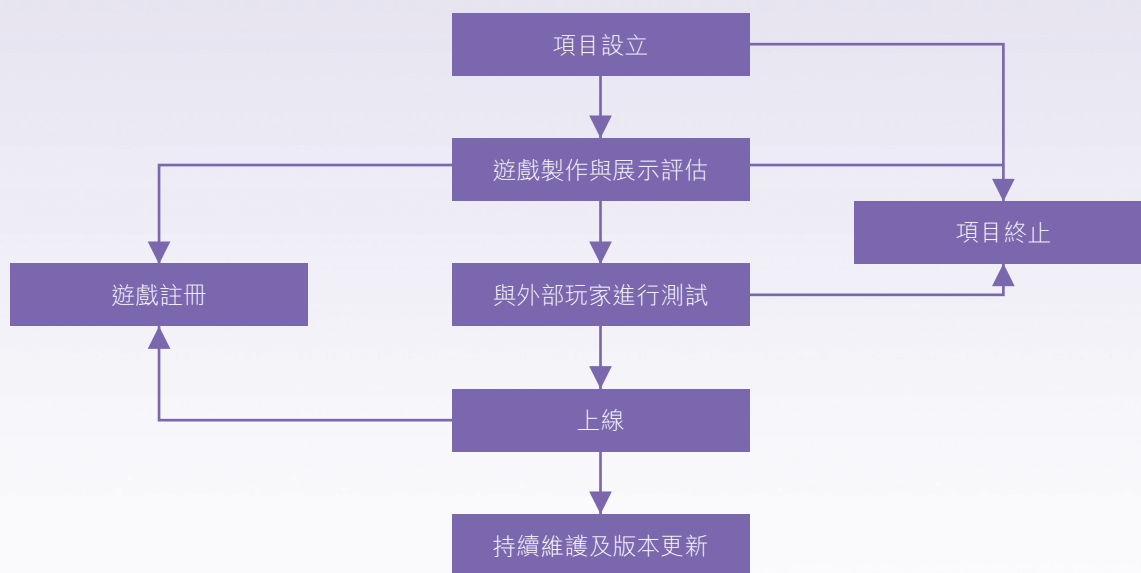 項目設立
遊戲製作與展示評估
項目終止
遊戲註冊
與外部玩家進行測試
上線
持續維護及版本更新